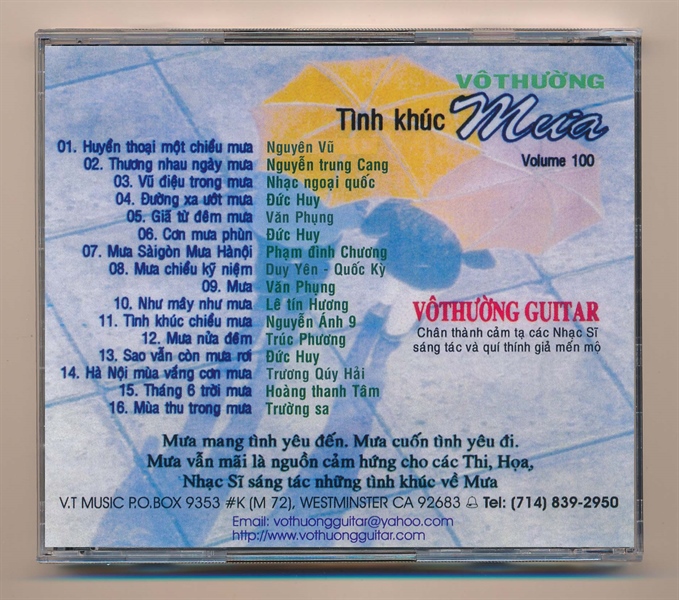 VÔTHƯỜNG
Tình khúc Mưa
Volume 100
01. Huyền thoại một chiều mưa Nguyên Vũ
02. Thương nhau ngày mưa Nguyễn trung Cang
03. Vũ điệu trong mưa Nhạc ngoại quốc
04. Đường xa ướt mưa Đức Huy
05. Giã từ đêm mưa Văn Phụng
06. Cơn mưa phùn Đức Huy
07. Mưa Sàigòn Mưa Hànội Phạm đình Chương
08. Mưa chiều kỷ niệm Duy Yên - Quốc Kỳ
09. Mưa Văn Phụng
10. Như mây như mưa Lê tín Hương
11. Tình khúc chiều mưa Nguyễn Ánh 9
12. Mưa nửa đêm Trúc Phương
13. Sao vẫn còn mưa rơi Đức Huy
14. Hà Nội mùa vắng cơn mưa Trương Qúy Hải
15. Tháng 6 trời mưa Hoàng thanh Tâm
16. Mùa thu trong mưa Trường sa
VÔTHƯỜNG GUITAR
Chân thành cảm tạ các Nhạc Sĩ
sáng tác và quí thính giả mến mộ
Mưa mang tình yêu đến. Mưa cuốn tình yêu đi.
Mưa vẫn mãi là nguồn cảm hứng cho các Thi, Họa,
Nhạc Sĩ sáng tác những tình khúc về Mưa
V.T MUSIC P.O.BOX 9353 #K (M 72), WESTMINSTER CA 92683 Tel: (714) 839-2950
Email: vothuongguitar@yahoo.com
http://www.vothuongguitar.com